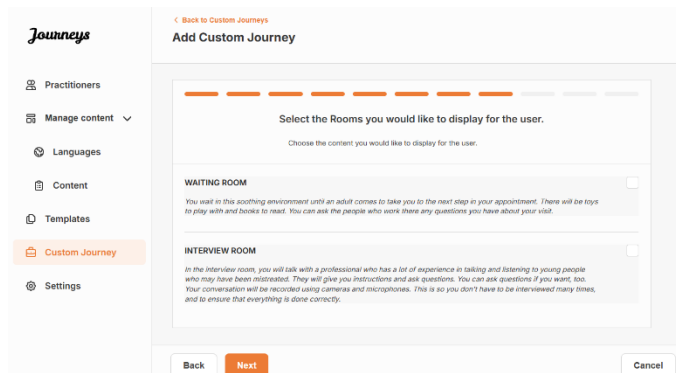 Journeys
Practitioners
Manage content
Languages
Content
Templates
Custom Journey
Settings
< Back to Custom Journeys
Add Custom Journey
Select the Rooms you would like to display for the user.
Choose the content you would like to display for the user.
WAITING ROOM
You wait in this soothing environment until an adult comes to take you to the next step in your appointment. There will be toys
to play with and books to read. You can ask the people who work there any questions you have about your visit.
INTERVIEW ROOM
In the interview room, you will talk with a professional who has a lot of experience in talking and listening to young people
who may have been mistreated. They will give you instructions and ask questions. You can ask questions if you want, too.
Your conversation will be recorded using cameras and microphones. This is so you don't have to be interviewed many times,
and to ensure that everything is done correctly.
Back
Next
Cancel